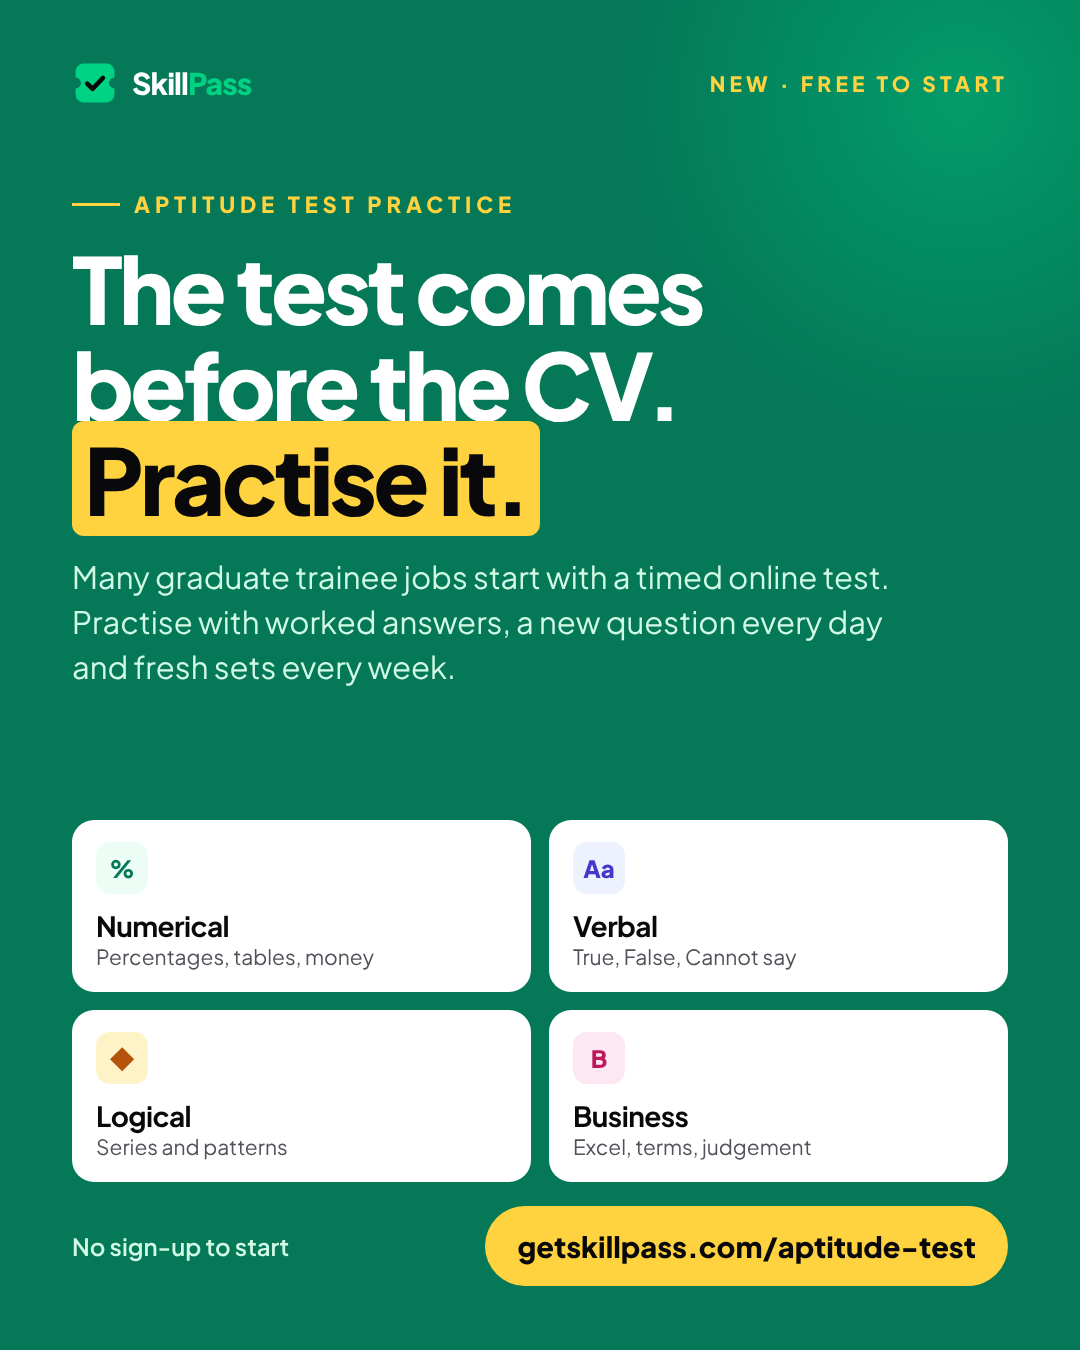 SkillPass
NEW · FREE TO START
APTITUDE TEST PRACTICE
The test comes
before the CV.
Practise it.
Many graduate trainee jobs start with a timed online test.
Practise with worked answers, a new question every day
and fresh sets every week.
%
Numerical
Percentages, tables, money
Aa
Verbal
True, False, Cannot say
Logical
Series and patterns
B
Business
Excel, terms, judgement
No sign-up to start
getskillpass.com/aptitude-test